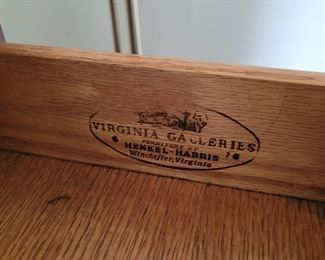 VIRGINIA GALLERIES
FURNITURE BY
HENKEL-HARRIS
Winchester, Virginia